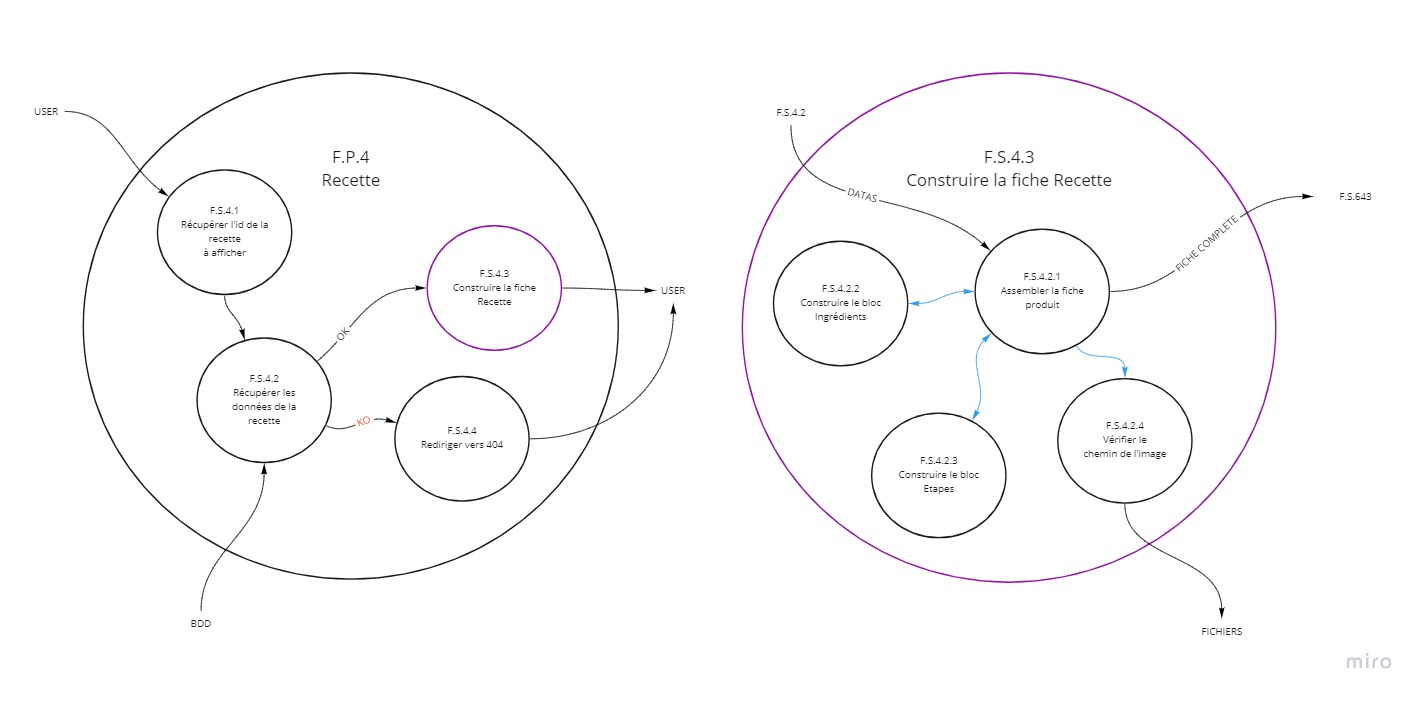 USER
F.P.4
Recette
F.S.4.1
Récupérer l'id de la
recette
à afficher
F.S.4.3
Construire la fiche
Recette
USER
OK
F.S.4.2
Récupérer les
données de la
recette
KO
F.S.4.4
Rediriger vers 404
BDD
F.S.4.2
F.S.4.3
Construire la fiche Recette
DATAS
F.S.643
FICHE COMPLETE
F.S.4.2.1
Assembler la fiche
produit
F.S.4.2.2
Construire le bloc
Ingrédients
F.S.4.2.3
Construire le bloc
Etapes
F.S.4.2.4
Vérifier le
chemin de l'image
FICHIERS
miro